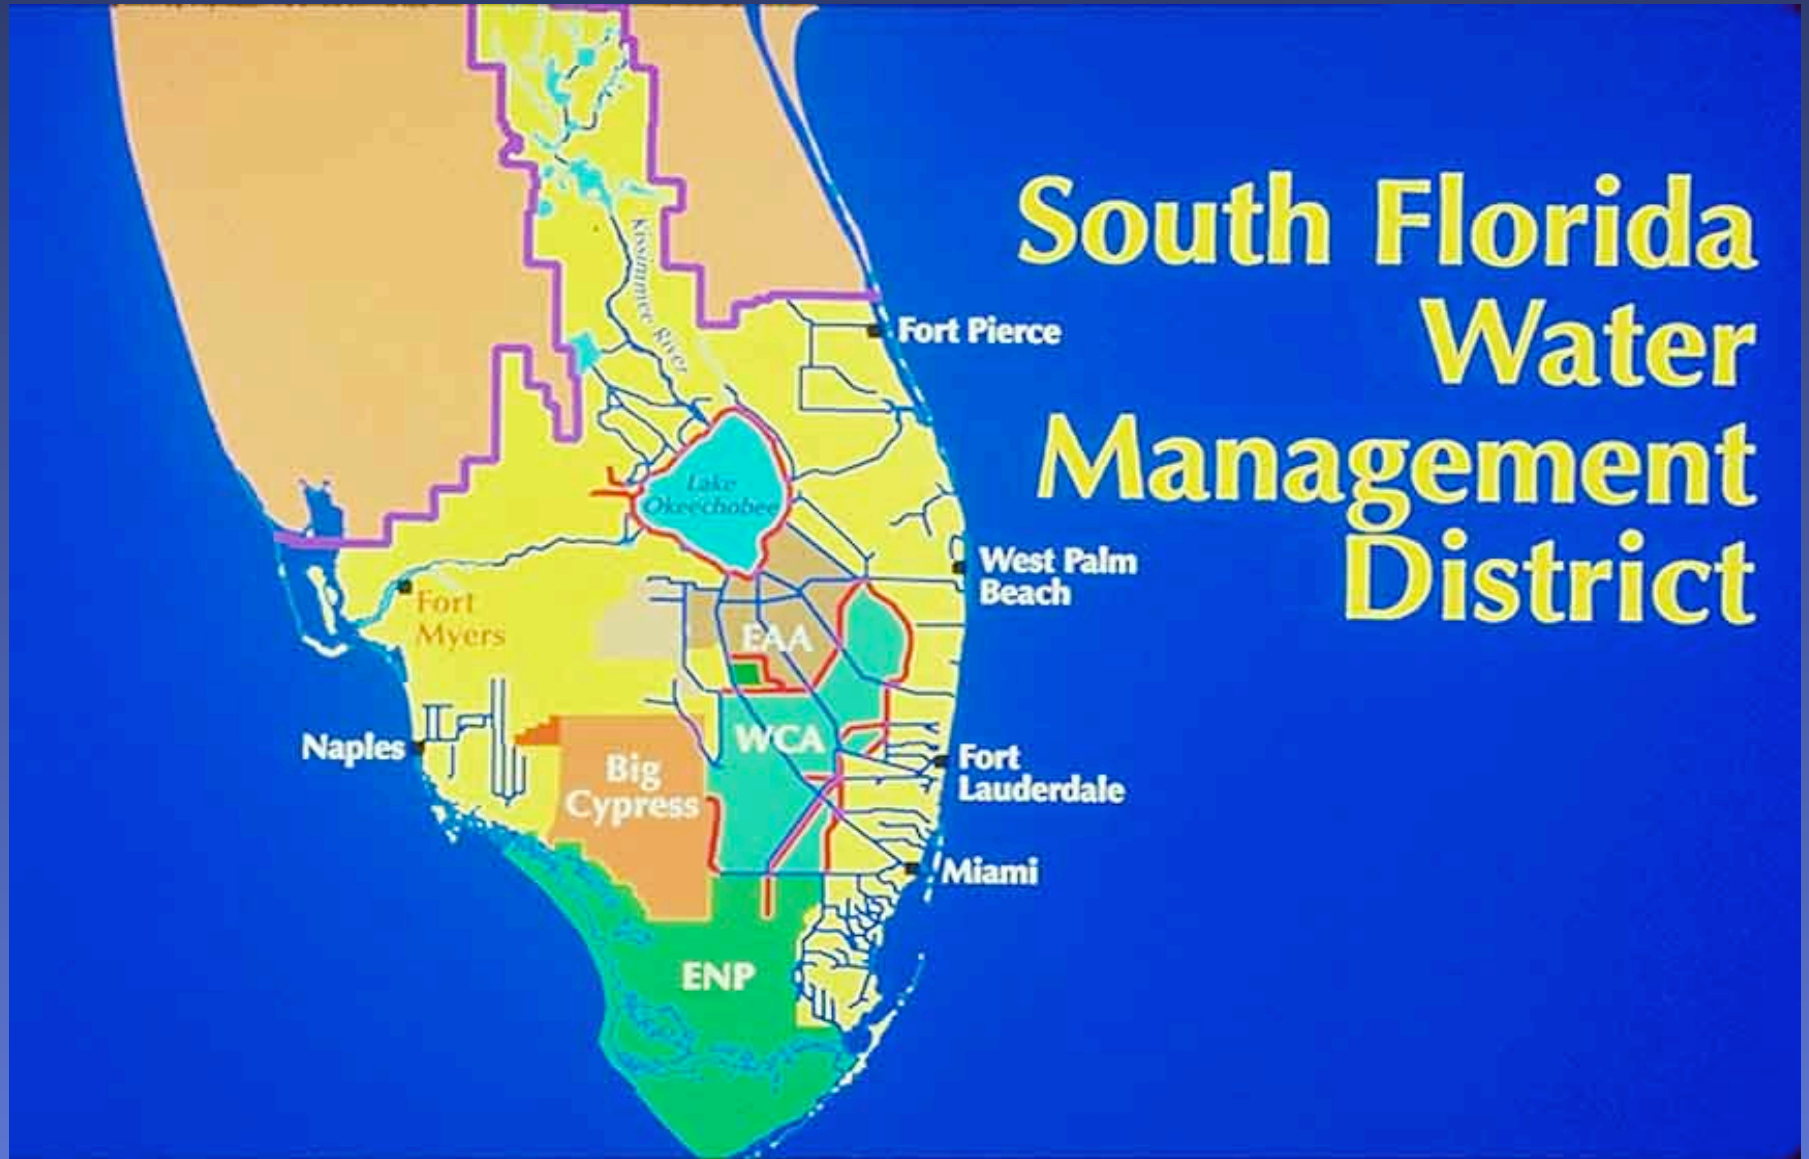 South Florida
Water
Management
District
Kissimmee River
Fort Pierce
Lake
Okeechobee
West Palm
Beach
Fort
Myers
EAA
Naples
WCA
Big
Cypress
Fort
Lauderdale
Miami
ENP